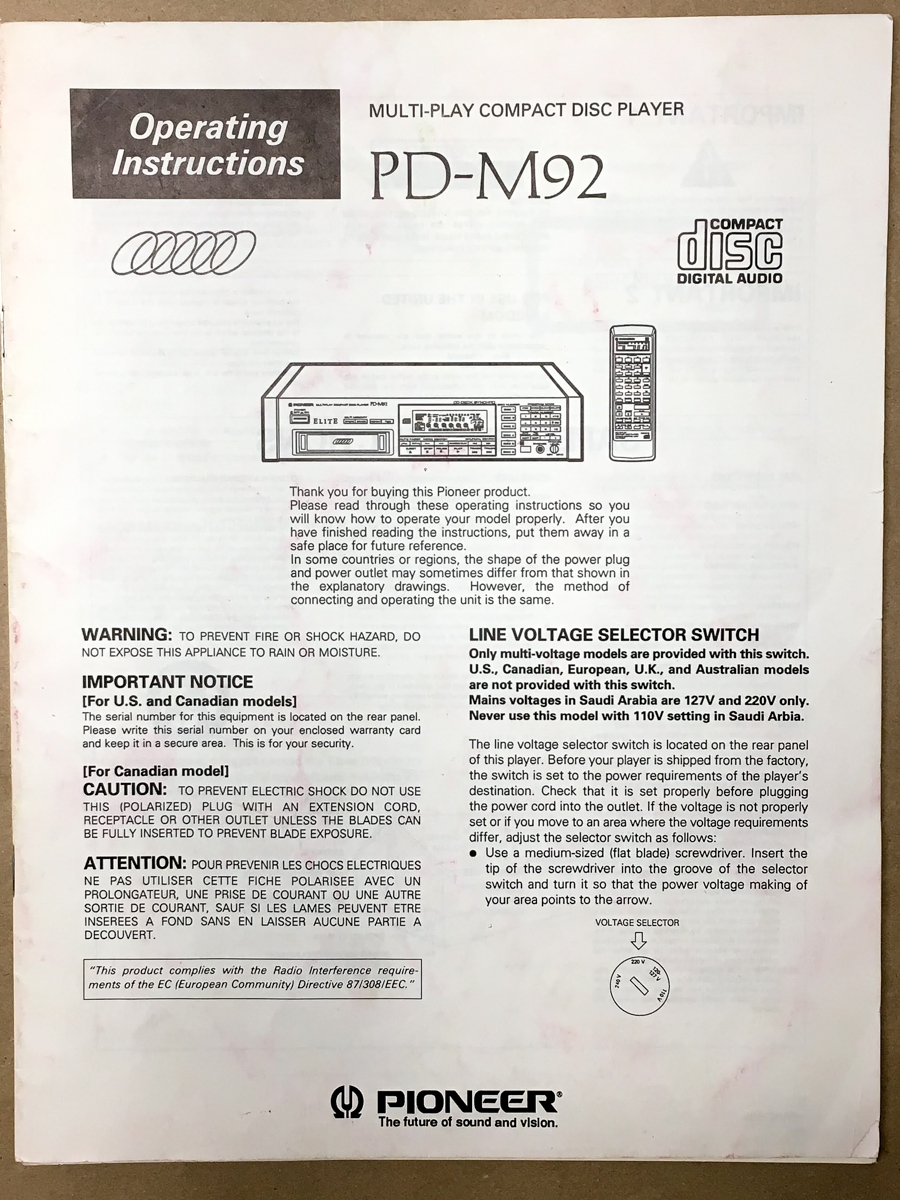 Operating
Instructions
MULTI-PLAY COMPACT DISC PLAYER
PD-M92
COMPACT
disc
DIGITAL AUDIO
PIONEER
MULTI-PLAY COMPACT DISC PLAYER
ELITE
Thank you for buying this Pioneer product.
Please read through these operating instructions so you
will know how to operate your model properly. After you
have finished reading the instructions, put them away in a
safe place for future reference.
In some countries or regions, the shape of the power plug
and power outlet may sometimes differ from that shown in
the explanatory drawings. However, the method of
connecting and operating the unit is the same.
WARNING: TO PREVENT FIRE OR SHOCK HAZARD, DO
NOT EXPOSE THIS APPLIANCE TO RAIN OR MOISTURE.
IMPORTANT NOTICE
[For U.S. and Canadian models]
The serial number for this equipment is located on the rear panel.
Please write this serial number on your enclosed warranty card
and keep it in a secure area. This is for your security.
[For Canadian model]
CAUTION: TO PREVENT ELECTRIC SHOCK DO NOT USE
THIS (POLARIZED) PLUG WITH AN EXTENSION CORD,
RECEPTACLE OR OTHER OUTLET UNLESS THE BLADES CAN
BE FULLY INSERTED TO PREVENT BLADE EXPOSURE.
ATTENTION: POUR PREVENIR LES CHOCS ELECTRIQUES
NE PAS UTILISER CETTE FICHE POLARISEE AVEC UN
PROLONGATEUR, UNE PRISE DE COURANT OU UNE AUTRE
SORTIE DE COURANT, SAUF SI LES LAMES PEUVENT ETRE
INSEREES A FOND SANS EN LAISSER AUCUNE PARTIE A
DECOUVERT.
"This product complies with the Radio Interference require-
ments of the EC (European Community) Directive 87/308/EEC."
LINE VOLTAGE SELECTOR SWITCH
Only multi-voltage models are provided with this switch.
U.S., Canadian, European, U.K., and Australian models
are not provided with this switch.
Mains voltages in Saudi Arabia are 127V and 220V only.
Never use this model with 110V setting in Saudi Arbia.
The line voltage selector switch is located on the rear panel
of this player. Before your player is shipped from the factory,
the switch is set to the power requirements of the player's
destination. Check that it is set properly before plugging
the power cord into the outlet. If the voltage is not properly
set or if you move to an area where the voltage requirements
differ, adjust the selector switch as follows:
● Use a medium-sized (flat blade) screwdriver. Insert the
tip of the screwdriver into the groove of the selector
switch and turn it so that the power voltage making of
your area points to the arrow.
VOLTAGE SELECTOR
220 V
240 V
120-
127 V
110 V
PIONEER®
The future of sound and vision.